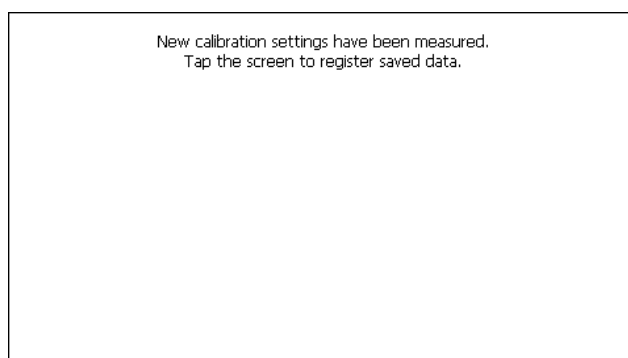 New calibration settings have been measured.
Tap the screen to register saved data.